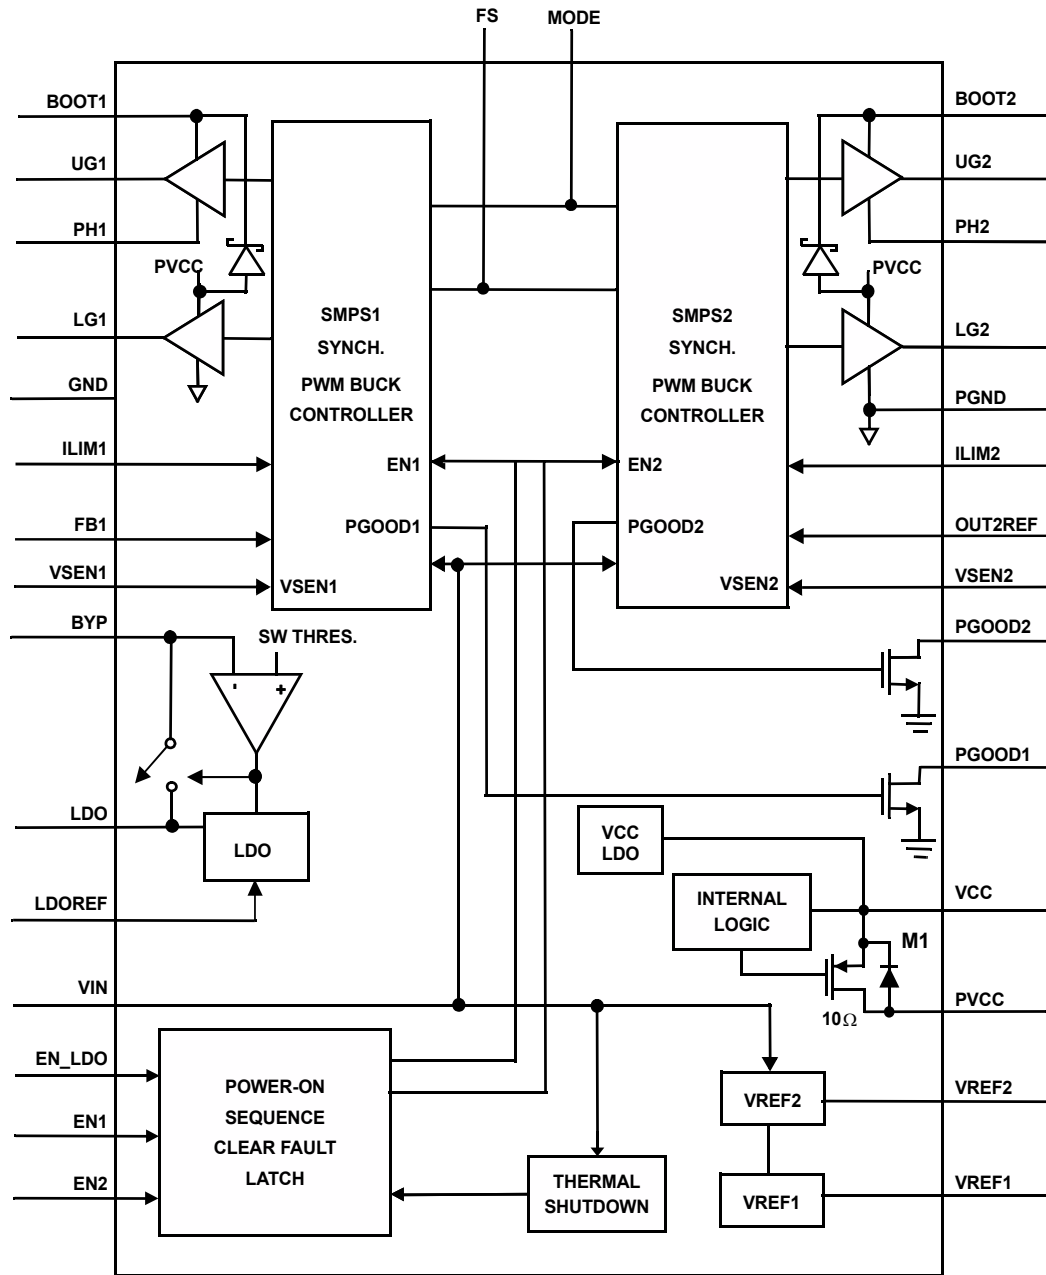 FS
MODE
BOOT1
UG1
PH1
PVCC
LG1
GND
ILIM1
FB1
VSEN1
BYP
SW THRES.
-
+
LDO
LDO
LDOREF
VIN
EN_LDO
EN1
EN2
SMPS1
SYNCH.
PWM BUCK
CONTROLLER
EN1
PGOOD1
VSEN1
SMPS2
SYNCH.
PWM BUCK
CONTROLLER
EN2
PGOOD2
VSEN2
PVCC
BOOT2
UG2
PH2
LG2
PGND
ILIM2
OUT2REF
VSEN2
PGOOD2
PGOOD1
VCC
LDO
INTERNAL
LOGIC
VCC
M1
10Ω
PVCC
POWER-ON
SEQUENCE
CLEAR FAULT
LATCH
THERMAL
SHUTDOWN
VREF2
VREF2
VREF1
VREF1